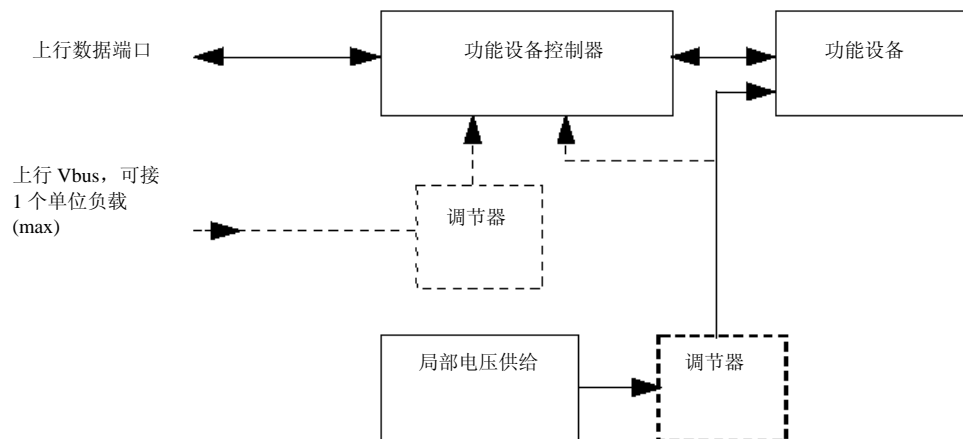 上行数据端口
功能设备控制器
功能设备
上行 Vbus，可接
1 个单位负载
(max)
调节器
局部电压供给
调节器